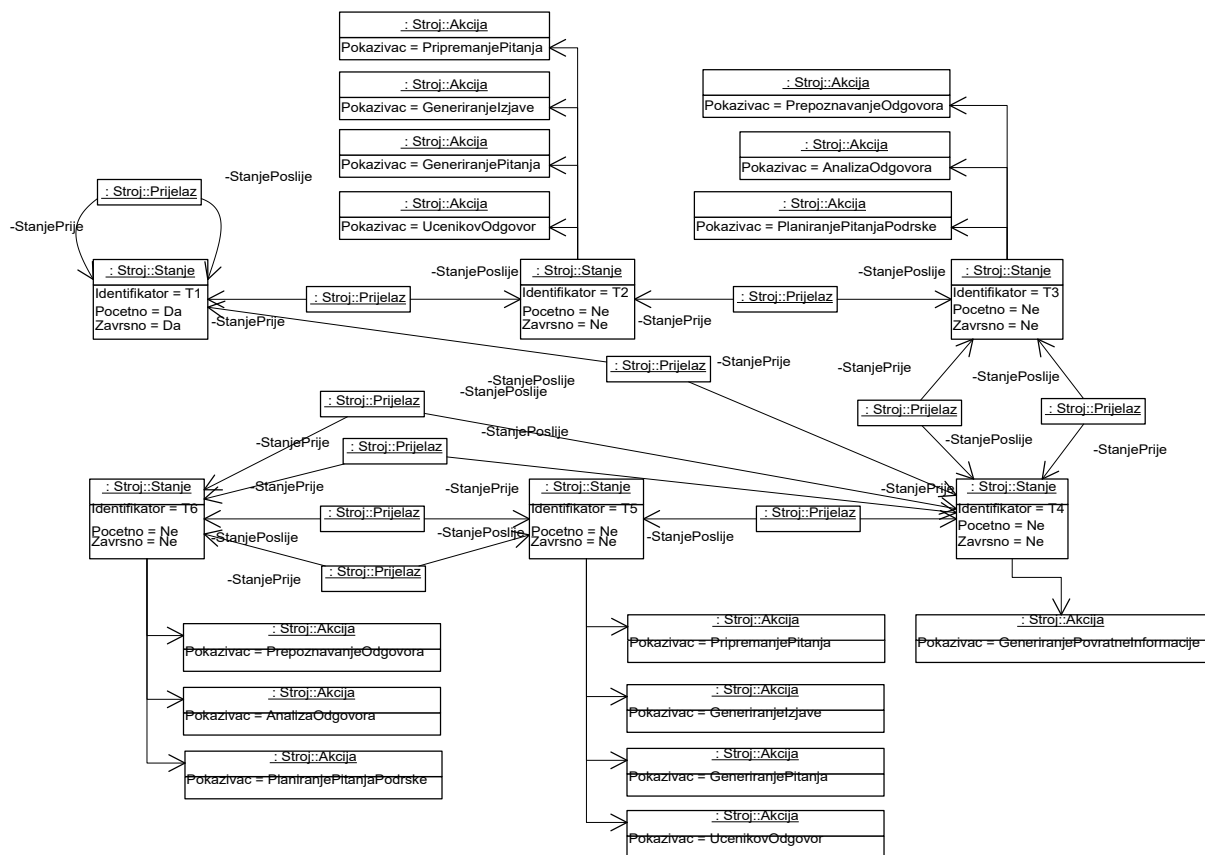 : Stroj::Akcija
Pokazivac = PripremanjePitanja
: Stroj::Akcija
Pokazivac = GeneriranjeIzjave
: Stroj::Akcija
Pokazivac = GeneriranjePitanja
: Stroj::Akcija
Pokazivac = UcenikovOdgovor
: Stroj::Akcija
Pokazivac = PrepoznavanjeOdgovora
: Stroj::Akcija
Pokazivac = AnalizaOdgovora
: Stroj::Akcija
Pokazivac = PlaniranjePitanjaPodrske
-StanjePoslije
: Stroj::Prijelaz
-StanjePrije
: Stroj::Stanje
Identifikator = T1
Pocetno = Da
Zavrsno = Da
: Stroj::Prijelaz
-StanjePoslije
-StanjePrije
: Stroj::Stanje
Identifikator = T2
Pocetno = Ne
Zavrsno = Ne
: Stroj::Prijelaz
-StanjePoslije
-StanjePrije
: Stroj::Stanje
Identifikator = T3
Pocetno = Ne
Zavrsno = Ne
: Stroj::Prijelaz
-StanjePrije
-StanjePoslije
-StanjePoslije
-StanjePrije
-StanjePoslije
: Stroj::Prijelaz
: Stroj::Prijelaz
: Stroj::Prijelaz
-StanjePoslije
-StanjePrije
: Stroj::Prijelaz
-StanjePoslije
-StanjePrije
: Stroj::Stanje
Identifikator = T6
Pocetno = Ne
Zavrsno = Ne
-StanjePrije
-StanjePrije
: Stroj::Prijelaz
-StanjePoslije
-StanjePoslije
-StanjePrije
: Stroj::Prijelaz
: Stroj::Stanje
Identifikator = T5
Pocetno = Ne
Zavrsno = Ne
: Stroj::Prijelaz
-StanjePoslije
-StanjePrije
: Stroj::Stanje
Identifikator = T4
Pocetno = Ne
Zavrsno = Ne
: Stroj::Akcija
Pokazivac = PrepoznavanjeOdgovora
: Stroj::Akcija
Pokazivac = AnalizaOdgovora
: Stroj::Akcija
Pokazivac = PlaniranjePitanjaPodrske
: Stroj::Akcija
Pokazivac = PripremanjePitanja
: Stroj::Akcija
Pokazivac = GeneriranjeIzjave
: Stroj::Akcija
Pokazivac = GeneriranjePitanja
: Stroj::Akcija
Pokazivac = UcenikovOdgovor
: Stroj::Akcija
Pokazivac = GeneriranjePovratneInformacije